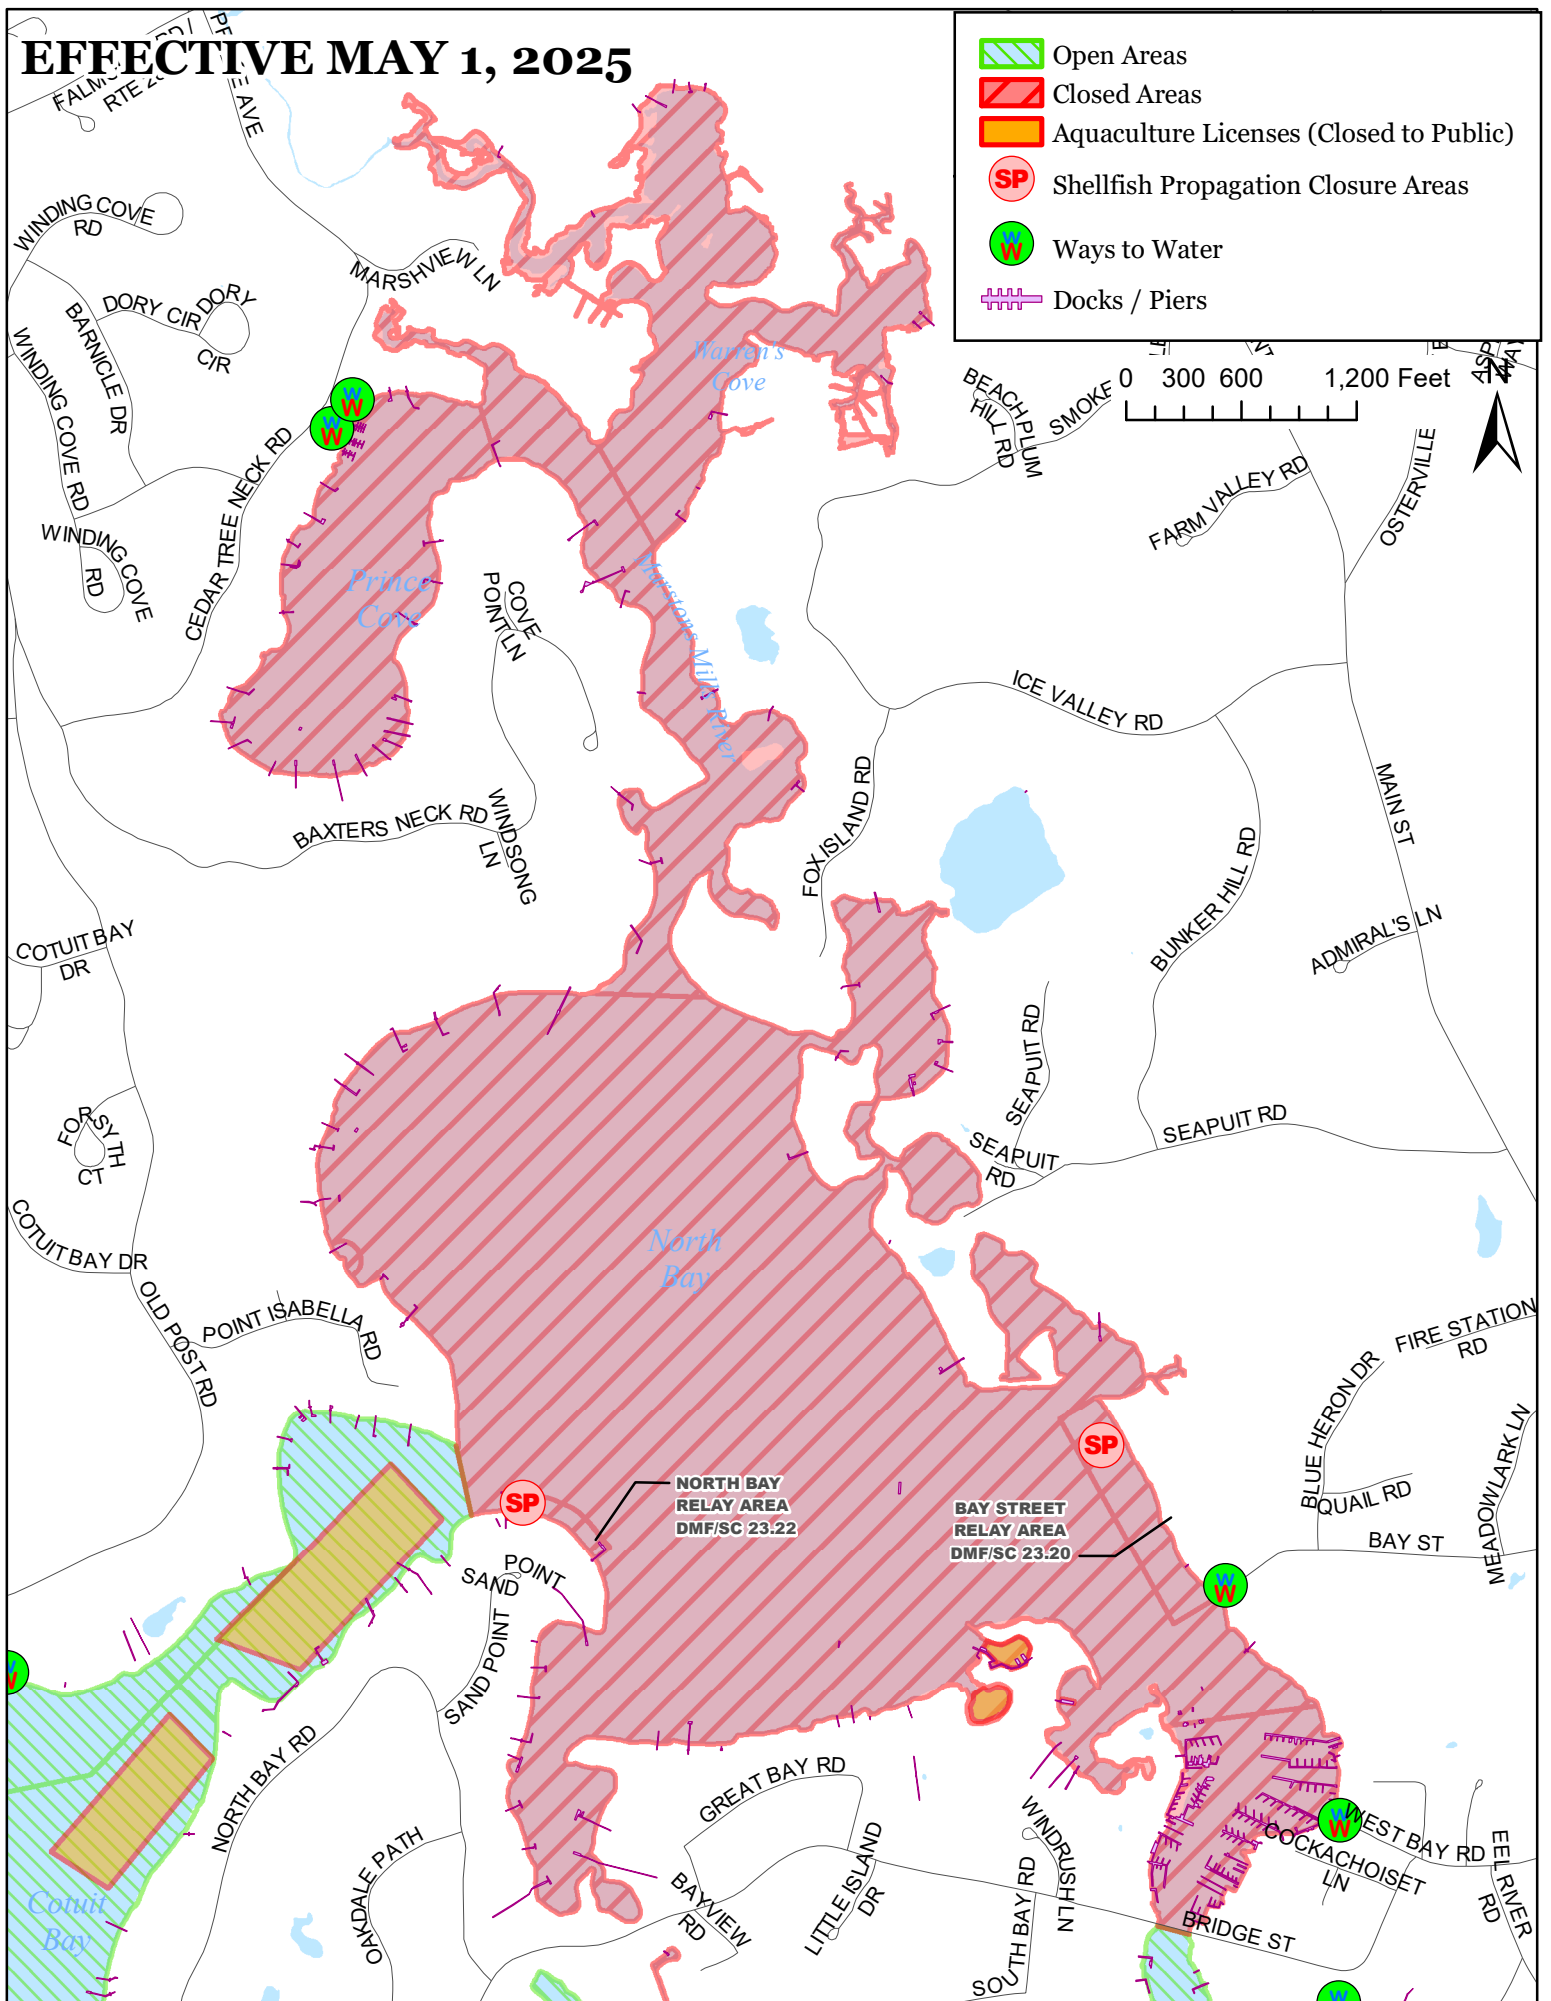 EFFECTIVE MAY 1, 2025
Open Areas
Closed Areas
Aquaculture Licenses (Closed to Public)
SP
Shellfish Propagation Closure Areas
W
W
Ways to Water
Docks / Piers
0 300 600 1,200 Feet
N
WINDING COVE
RD
MARSHVIEW LN
DORY CIR
DORY
CIR
BARNICLE DR
WINDING COVE RD
WINDING COVE
RD
CEDAR TREE NECK RD
W
W
W
W
Warren's
Cove
BEACH PLUM
HILL RD
SMOKE
FARM VALLEY RD
OSTERVILLE
Prince
Cove
COVE
POINT LN
Marstons Mills River
ICE VALLEY RD
MAIN ST
FOX ISLAND RD
BAXTERS NECK RD
WINDSONG
LN
BUNKER HILL RD
ADMIRAL'S LN
COTUIT BAY
DR
SEAPUIT RD
SEAPUIT RD
SEAPUIT
RD
FORSYTH
CT
COTUIT BAY DR
OLD POST RD
POINT ISABELLA
RD
North
Bay
FIRE STATION
RD
BLUE HERON DR
MEADOWLARK LN
QUAIL RD
BAY ST
SP
SP
NORTH BAY
RELAY AREA
DMF/SC 23.22
BAY STREET
RELAY AREA
DMF/SC 23.20
W
W
SAND
POINT
SAND POINT
W
W
NORTH BAY RD
GREAT BAY RD
OAKDALE PATH
BAYVIEW
RD
LITTLE ISLAND
DR
WINDRUSH LN
SOUTH BAY RD
W
W
WEST BAY RD
COCKACHOISET
LN
EEL RIVER
RD
BRIDGE ST
Cotuit
Bay
W